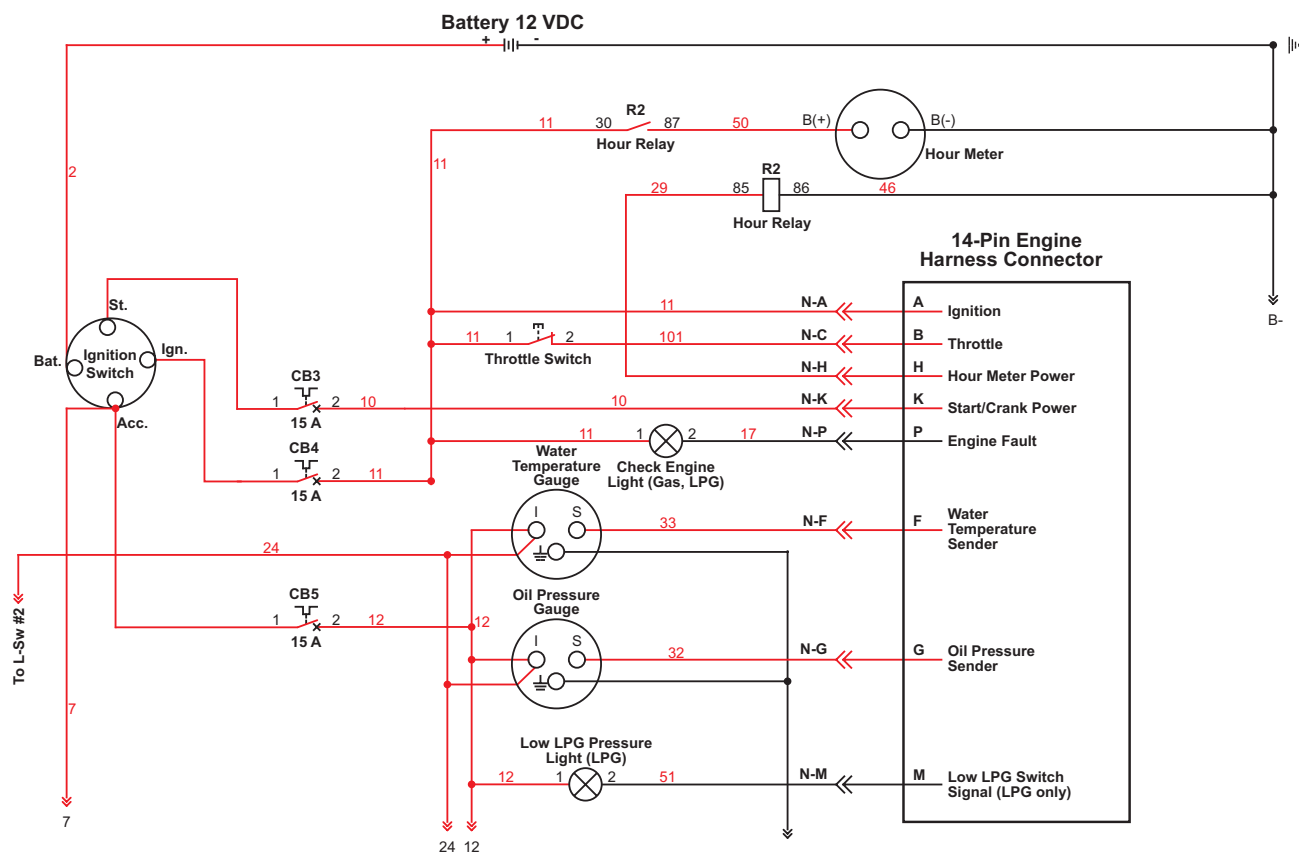 Battery 12 VDC
+ -
R2
11 30 87 50 B(+) B(-)
Hour Relay
Hour Meter
11
2
R2
29 85 86 46
Hour Relay
14-Pin Engine
Harness Connector
St.
11 N-A A Ignition
B-
Bat. Ignition
Switch
Ign.
11 1 2 101 N-C B Throttle
Throttle Switch
N-H H Hour Meter Power
CB3
1 2 10 10 N-K K Start/Crank Power
15 A
Acc.
11 1 2 17 N-P P Engine Fault
Check Engine
Light (Gas, LPG)
CB4
1 2 11
15 A
Water
Temperature
Gauge
I S 33 N-F F Water
Temperature
Sender
24
To L-Sw #2
CB5
1 2 12 12
15 A
Oil Pressure
Gauge
I S 32 N-G G Oil Pressure
Sender
7
Low LPG Pressure
Light (LPG)
12 1 2 51 N-M M Low LPG Switch
Signal (LPG only)
7
24 12